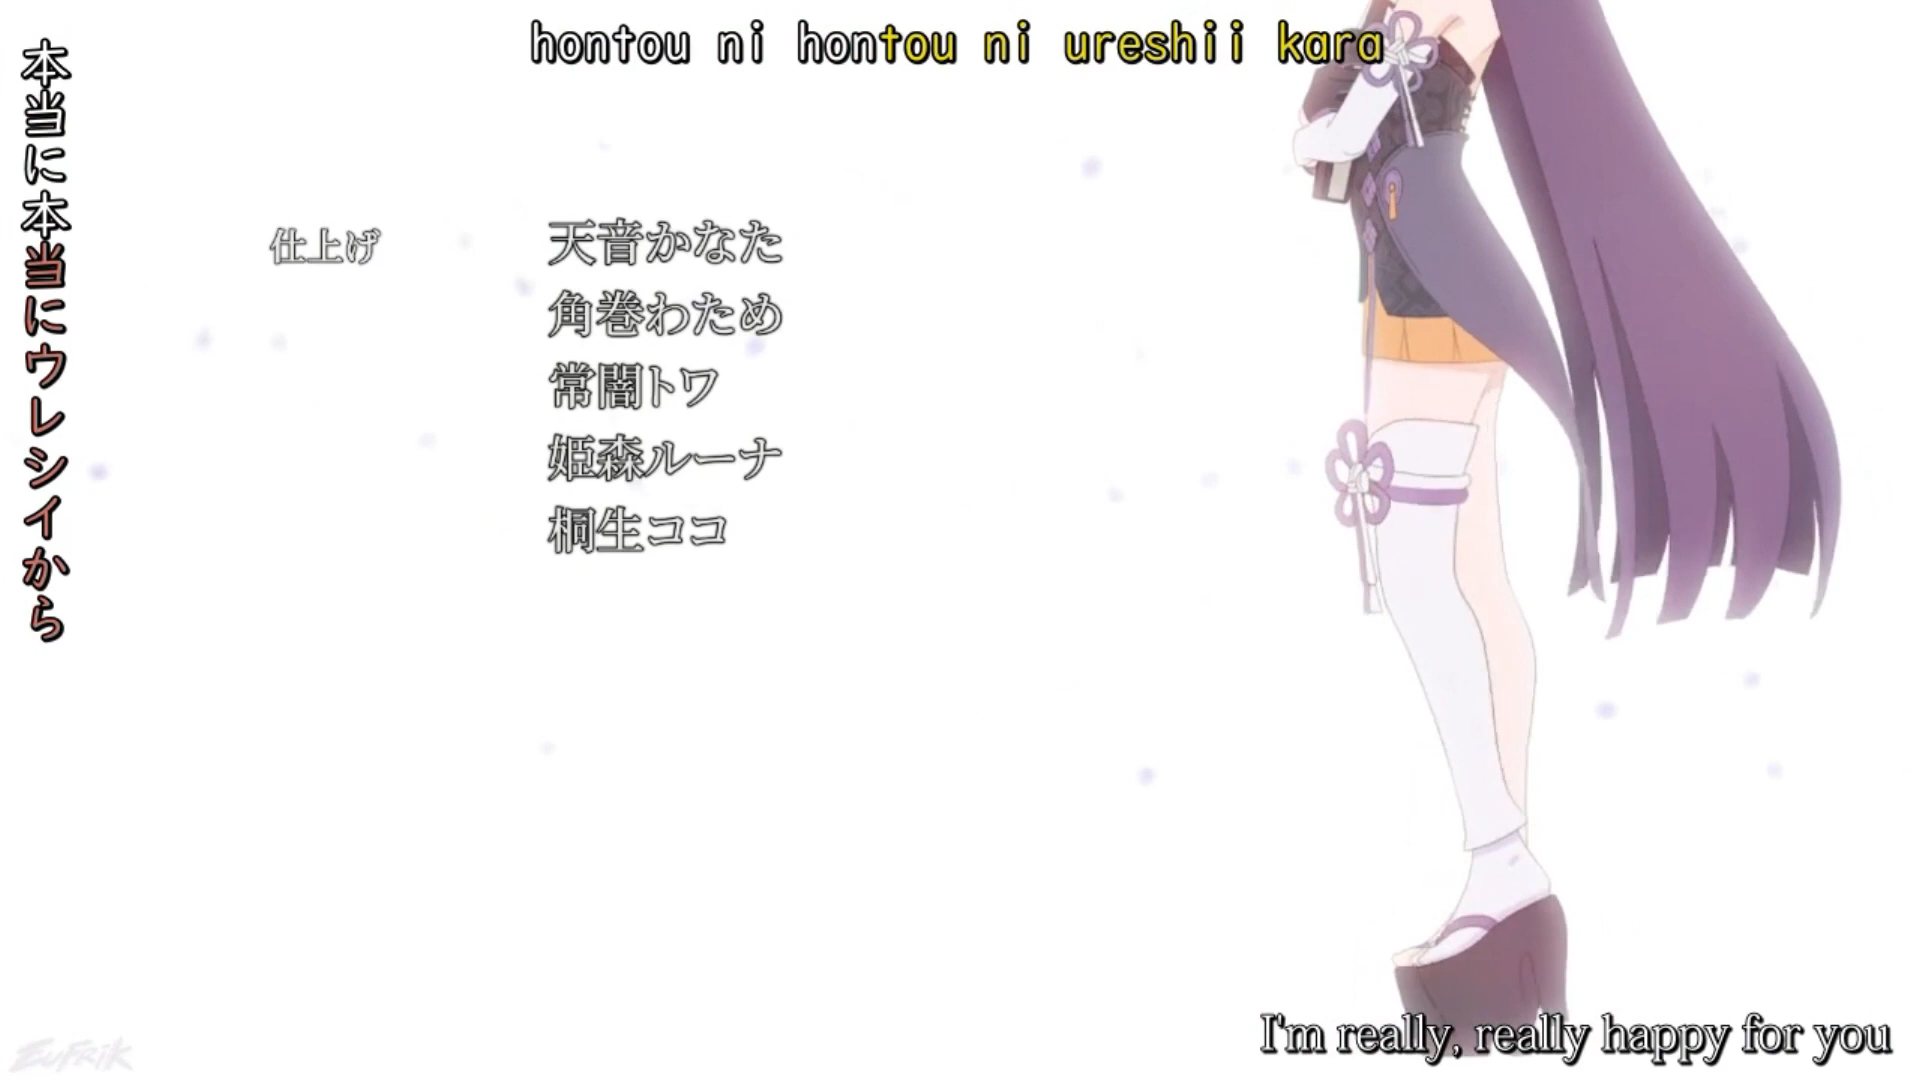 hontou ni hontou ni ureshii kara
本当に本当にウレシイから
仕上げ
天音かなた
角巻わため
常闇トワ
姫森ルーナ
桐生ココ
I'm really, really happy for you
EUFRIK